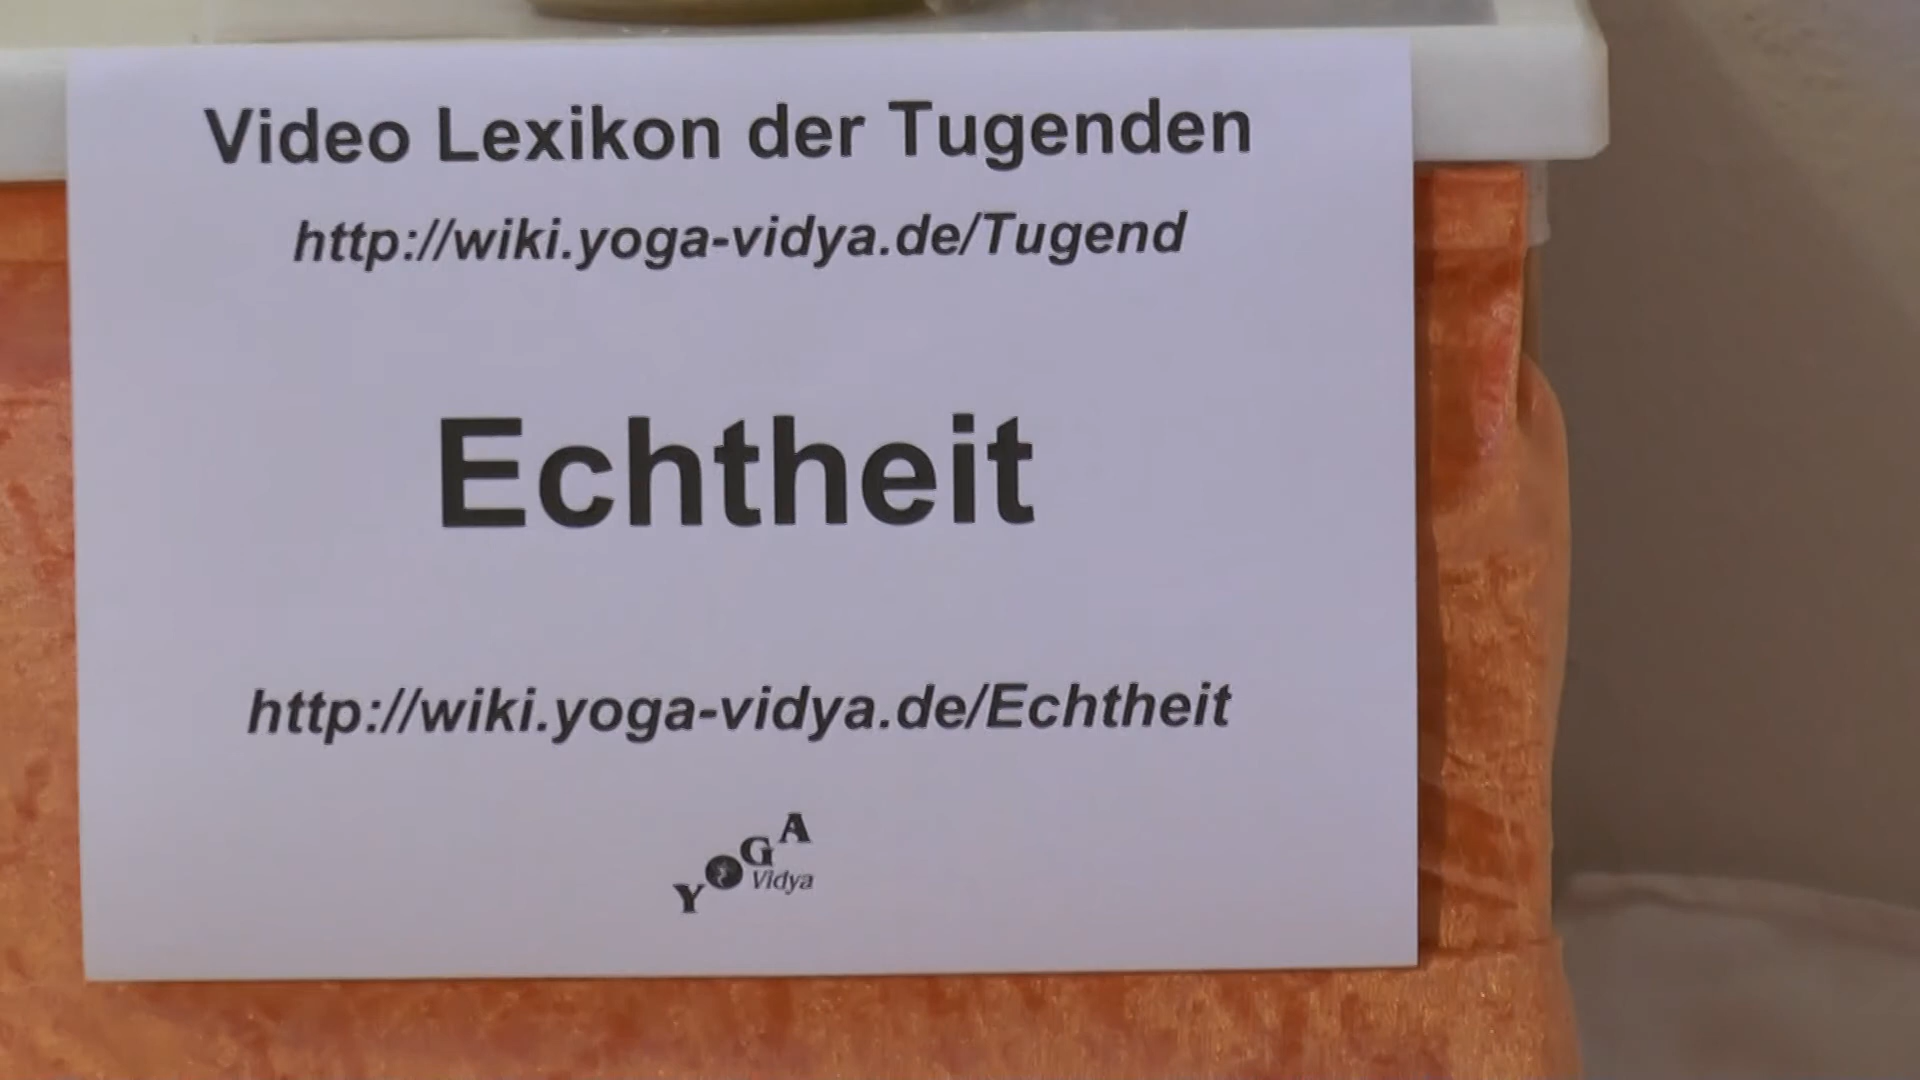 Video Lexikon der Tugenden
http://wiki.yoga-vidya.de/Tugend
Echtheit
http://wiki.yoga-vidya.de/Echtheit
YOGA
Vidya